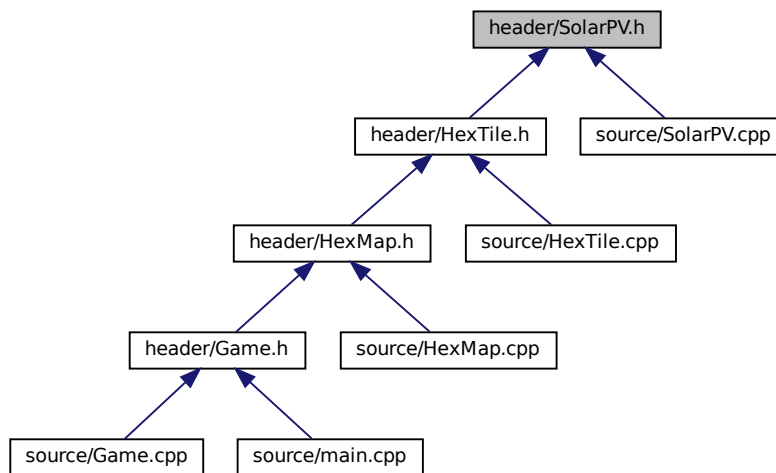 header/SolarPV.h
header/HexTile.h
source/SolarPV.cpp
header/HexMap.h
source/HexTile.cpp
header/Game.h
source/HexMap.cpp
source/Game.cpp
source/main.cpp